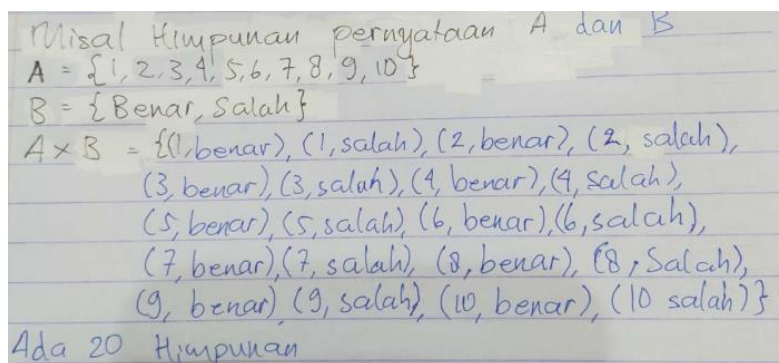 Misal Himpunan pernyataan A dan B
A = {1, 2, 3, 4, 5, 6, 7, 8, 9, 10}
B = {Benar, Salah}
A × B = {(1, benar), (1, salah), (2, benar), (2, salah),
(3, benar), (3, salah), (4, benar), (4, salah),
(5, benar), (5, salah), (6, benar), (6, salah),
(7, benar), (7, salah), (8, benar), (8, Salah),
(9, benar) (9, salah), (10, benar), (10 salah)}
Ada 20 Himpunan